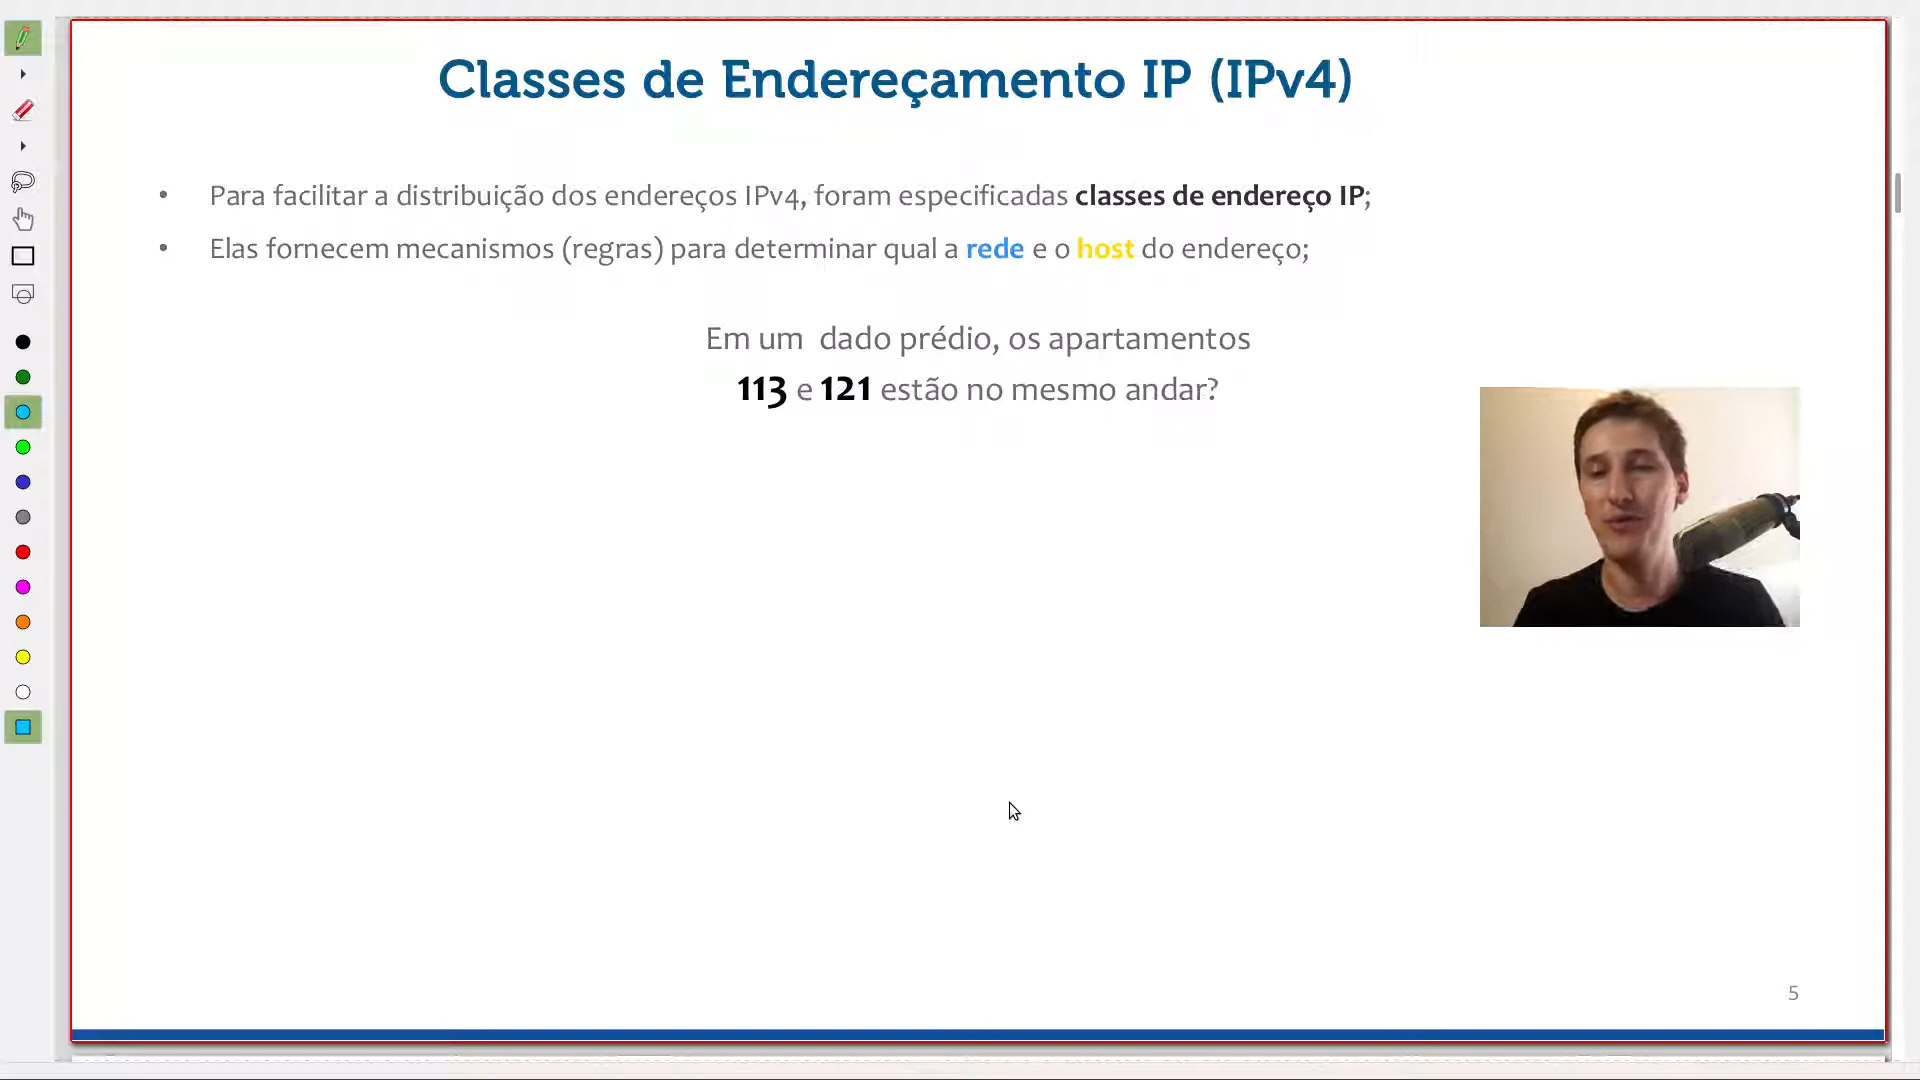 Classes de Endereçamento IP (IPv4)
• Para facilitar a distribuição dos endereços IPv4, foram especificadas classes de endereço IP;
• Elas fornecem mecanismos (regras) para determinar qual a rede e o host do endereço;
Em um dado prédio, os apartamentos
113 e 121 estão no mesmo andar?
5